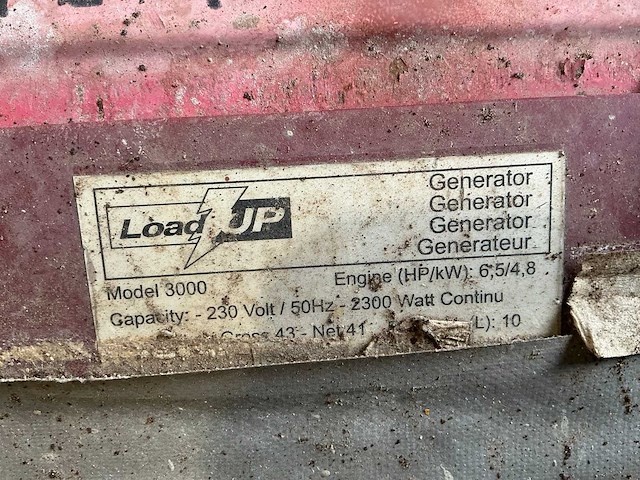 Load UP
Generator
Generator
Generator
Generateur
Model 3000
Engine (HP/kW): 6,5/4,8
Capacity: - 230 Volt / 50Hz - 2300 Watt Continu
Gross 43 - Net 41 L): 10